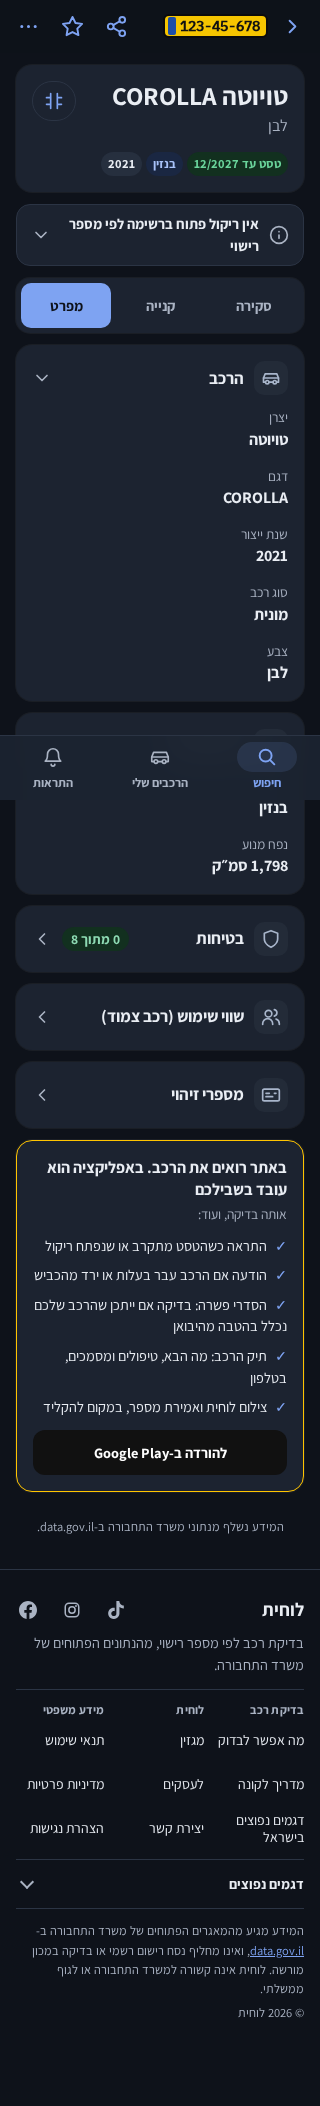 123-45-678
טויוטה COROLLA
לבן
טסט עד 12/2027
בנזין
2021
אין ריקול פתוח ברשימה לפי מספר
רישוי
סקירה
קנייה
מפרט
הרכב
יצרן
טויוטה
דגם
COROLLA
שנת ייצור
2021
סוג רכב
מונית
צבע
לבן
חיפוש
הרכבים שלי
התראות
בנזין
נפח מנוע
1,798 סמ״ק
בטיחות
0 מתוך 8
שווי שימוש (רכב צמוד)
מספרי זיהוי
באתר רואים את הרכב. באפליקציה הוא
עובד בשבילכם
אותה בדיקה, ועוד:
✓ התראה כשהטסט מתקרב או שנפתח ריקול
✓ הודעה אם הרכב עבר בעלות או ירד מהכביש
✓ הסדרי פשרה: בדיקה אם ייתכן שהרכב שלכם
נכלל בהטבה מהיבואן
✓ תיק הרכב: מה הבא, טיפולים ומסמכים,
בטלפון
✓ צילום לוחית ואמירת מספר, במקום להקליד
להורדה ב-Google Play
המידע נשלף מנתוני משרד התחבורה ב-data.gov.il.
לוחית
בדיקת רכב לפי מספר רישוי, מהנתונים הפתוחים של
משרד התחבורה.
בדיקת רכב
לוחית
מידע משפטי
מה אפשר לבדוק
מגזין
תנאי שימוש
מדריך לקונה
לעסקים
מדיניות פרטיות
דגמים נפוצים
בישראל
יצירת קשר
הצהרת נגישות
דגמים נפוצים
המידע מגיע מהמאגרים הפתוחים של משרד התחבורה ב-
data.gov.il, ואינו מחליף נסח רישום רשמי או בדיקה במכון
מורשה. לוחית אינה קשורה למשרד התחבורה או לגוף
ממשלתי.
© 2026 לוחית